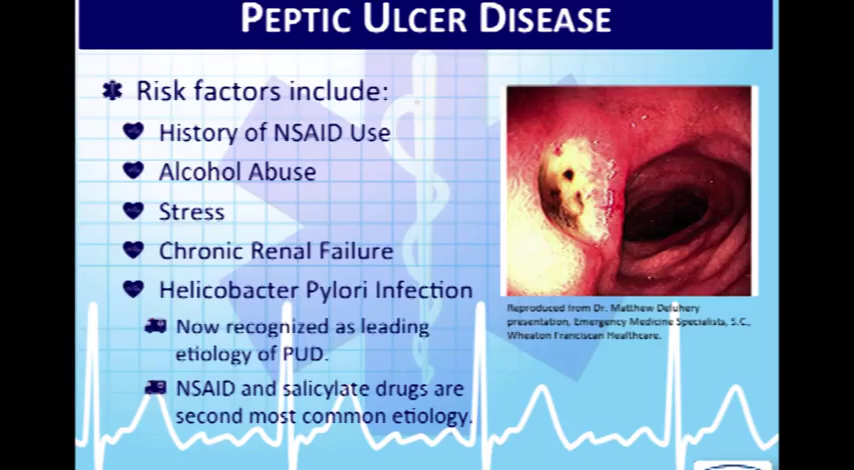 PEPTIC ULCER DISEASE
Risk factors include:
History of NSAID Use
Alcohol Abuse
Stress
Chronic Renal Failure
Helicobacter Pylori Infection
Now recognized as leading
etiology of PUD.
NSAID and salicylate drugs are
second most common etiology.
Reproduced from Dr. Matthew Deluhery
presentation, Emergency Medicine Specialists, S.C.,
Wheaton Franciscan Healthcare.